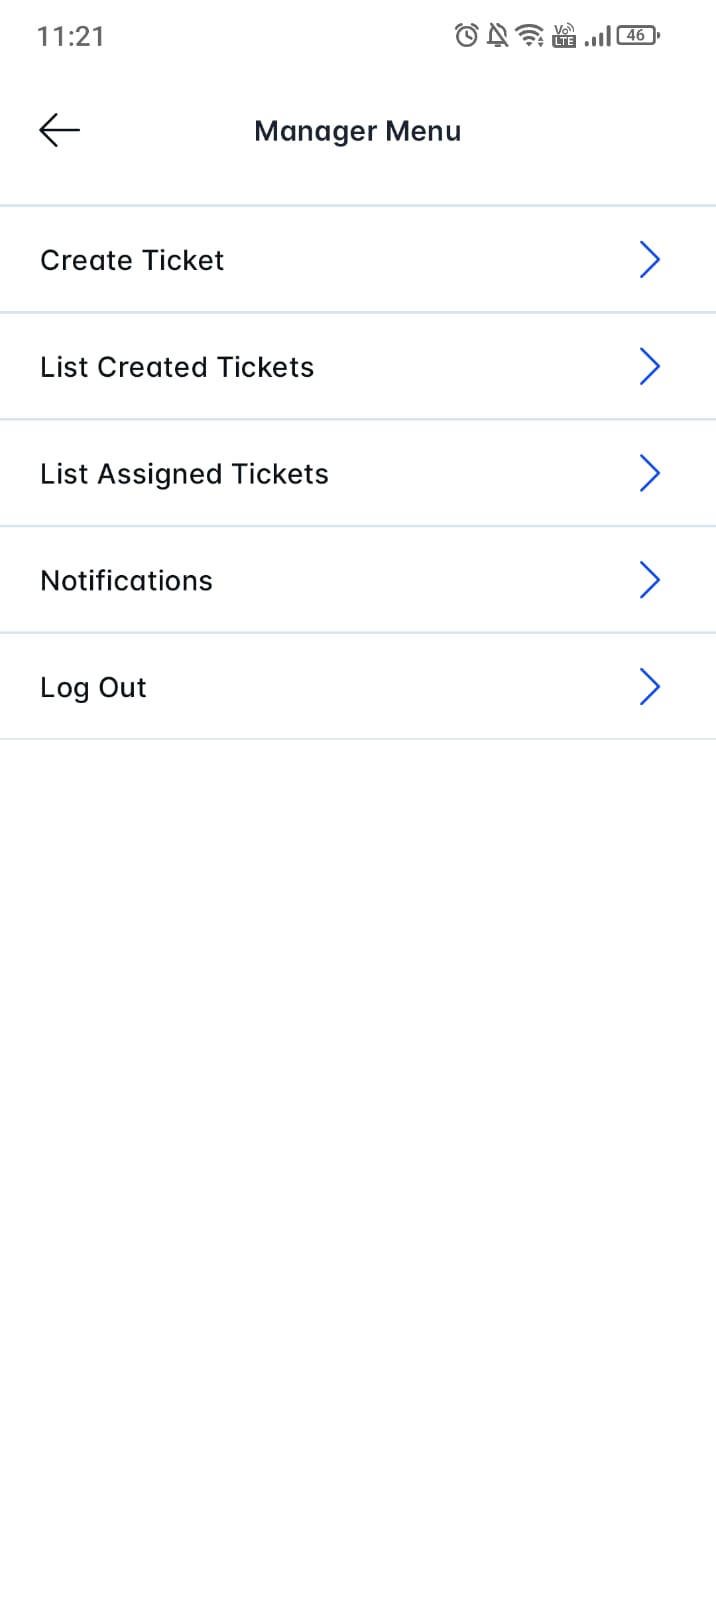 11:21
Vo
LTE
46
Manager Menu
Create Ticket
List Created Tickets
List Assigned Tickets
Notifications
Log Out